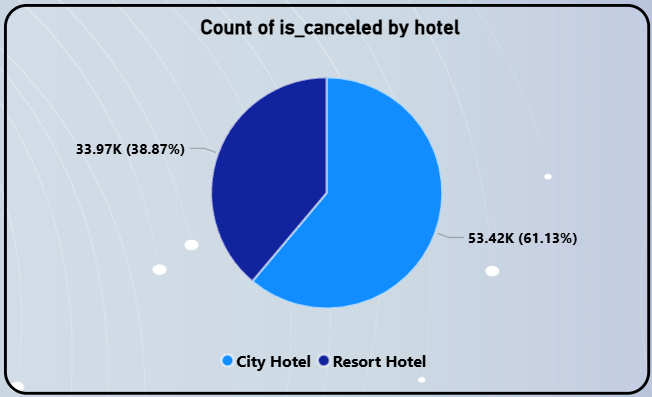 Count of is_canceled by hotel
33.97K (38.87%)
53.42K (61.13%)
City Hotel Resort Hotel